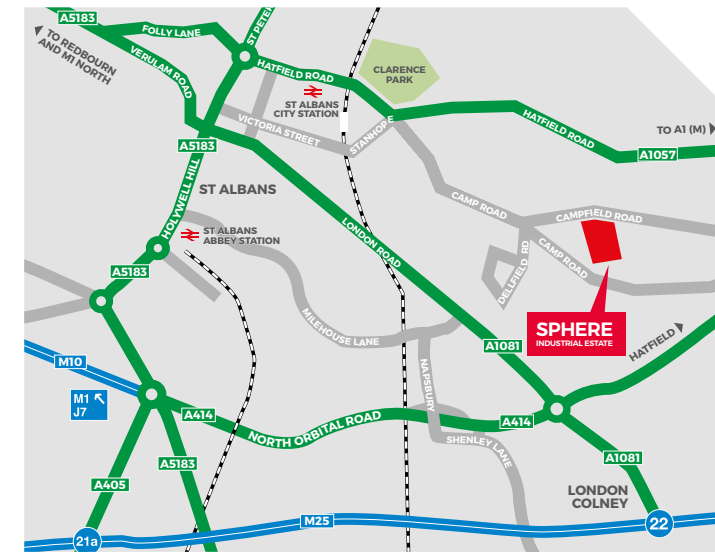 A5183
FOLLY LANE
ST PETER
TO REDBOURN
AND M1 NORTH
VERULAM ROAD
HATFIELD ROAD
CLARENCE
PARK
ST ALBANS
CITY STATION
VICTORIA STREET
STANHOPE
HATFIELD ROAD
TO A1 (M)
A1057
A5183
ST ALBANS
HOLYWELL HILL
ST ALBANS
ABBEY STATION
LONDON ROAD
CAMP ROAD
CAMPFIELD ROAD
CAMP ROAD
DELLFIELD RD
A5183
MILEHOUSE LANE
SPHERE
INDUSTRIAL ESTATE
HATFIELD
A1081
M10
M1
J7
NAPSBURY
A414
NORTH ORBITAL ROAD
A414
SHENLEY LANE
A1081
A5183
A405
LONDON
COLNEY
M25
21a
22